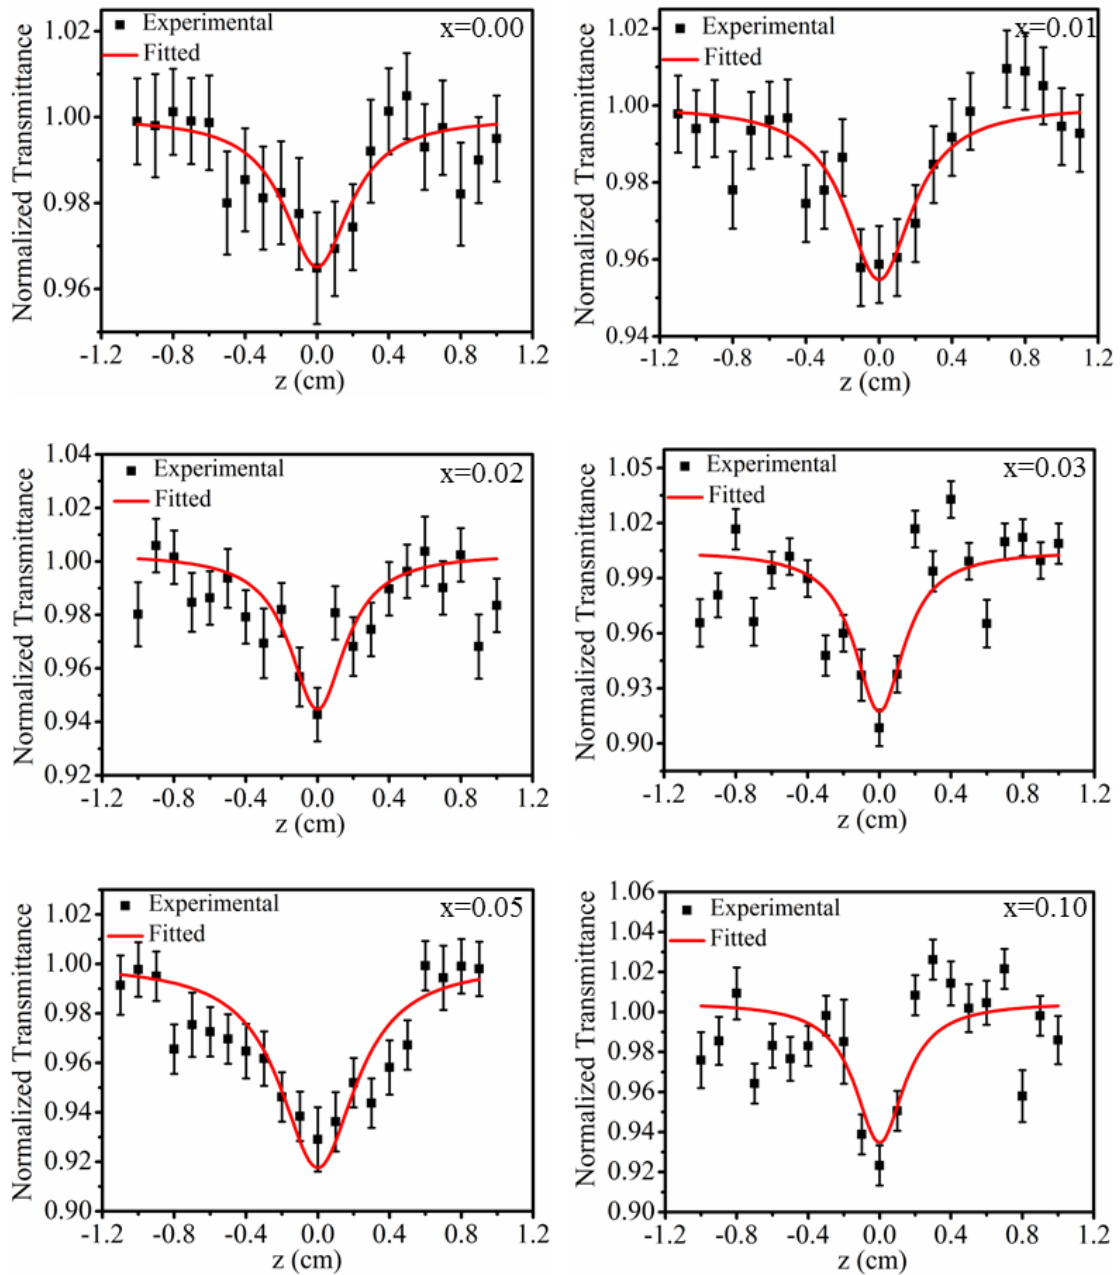 Experimental
Fitted
x=0.00
Normalized Transmittance
1.02
1.00
0.98
0.96
-1.2 -0.8 -0.4 0.0 0.4 0.8 1.2
z (cm)
Experimental
Fitted
x=0.01
Normalized Transmittance
1.02
1.00
0.98
0.96
0.94
-1.2 -0.8 -0.4 0.0 0.4 0.8 1.2
z (cm)
Experimental
Fitted
x=0.02
Normalized Transmittance
1.04
1.02
1.00
0.98
0.96
0.94
0.92
-1.2 -0.8 -0.4 0.0 0.4 0.8 1.2
z (cm)
Experimental
Fitted
x=0.03
Normalized Transmittance
1.05
1.02
0.99
0.96
0.93
0.90
-1.2 -0.8 -0.4 0.0 0.4 0.8 1.2
z (cm)
Experimental
Fitted
x=0.05
Normalized Transmittance
1.02
1.00
0.98
0.96
0.94
0.92
0.90
-1.2 -0.8 -0.4 0.0 0.4 0.8 1.2
z (cm)
Experimental
Fitted
x=0.10
Normalized Transmittance
1.06
1.04
1.02
1.00
0.98
0.96
0.94
0.92
0.90
-1.2 -0.8 -0.4 0.0 0.4 0.8 1.2
z (cm)